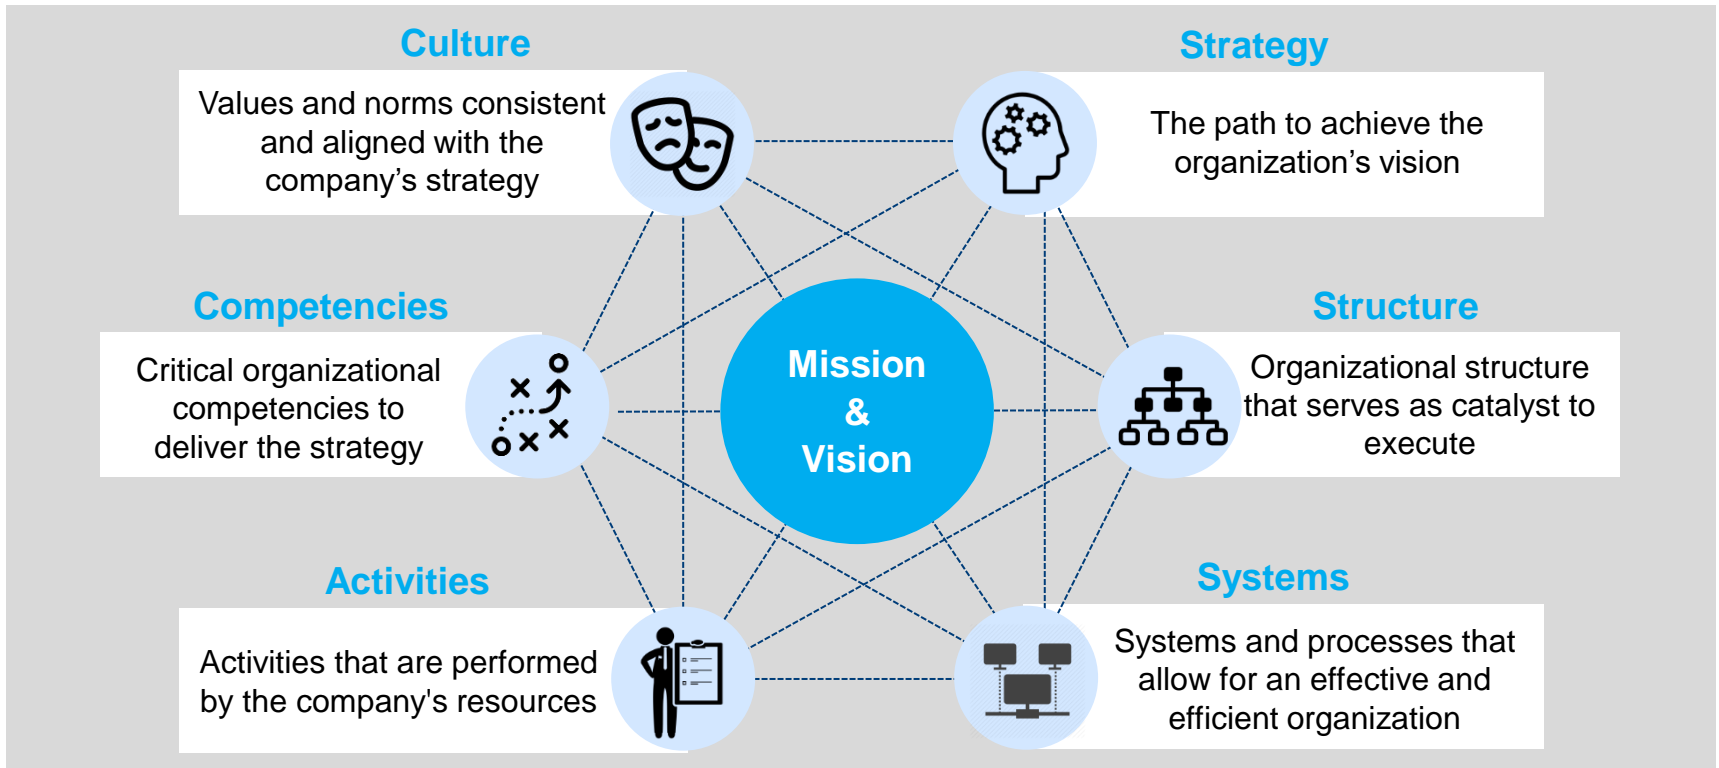 Culture
Values and norms consistent
and aligned with the
company’s strategy
Strategy
The path to achieve the
organization’s vision
Competencies
Critical organizational
competencies to
deliver the strategy
Mission
&
Vision
Structure
Organizational structure
that serves as catalyst to
execute
Activities
Activities that are performed
by the company's resources
Systems
Systems and processes that
allow for an effective and
efficient organization